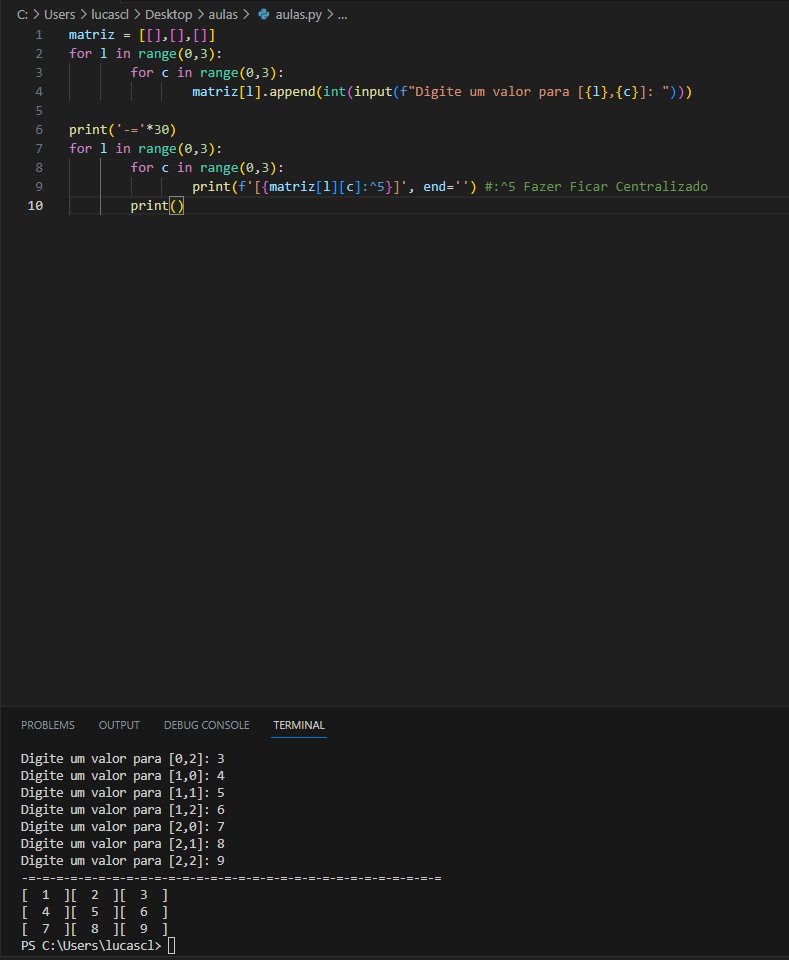 C: > Users > lucascl > Desktop > aulas > aulas.py > ...
1 matriz = [[],[],[]]
2 for l in range(0,3):
3         for c in range(0,3):
4                 matriz[l].append(int(input(f"Digite um valor para [{l},{c}]: ")))
5
6 print('-='*30)
7 for l in range(0,3):
8         for c in range(0,3):
9                 print(f'[{matriz[l][c]:^5}]', end='') #:^5 Fazer Ficar Centralizado
10         print()
PROBLEMS OUTPUT DEBUG CONSOLE TERMINAL
Digite um valor para [0,2]: 3
Digite um valor para [1,0]: 4
Digite um valor para [1,1]: 5
Digite um valor para [1,2]: 6
Digite um valor para [2,0]: 7
Digite um valor para [2,1]: 8
Digite um valor para [2,2]: 9
-=-=-=-=-=-=-=-=-=-=-=-=-=-=-=-=-=-=-=-=-=-=-=-=-=-=-=-=-=-=
[  1  ][  2  ][  3  ]
[  4  ][  5  ][  6  ]
[  7  ][  8  ][  9  ]
PS C:\Users\lucascl>